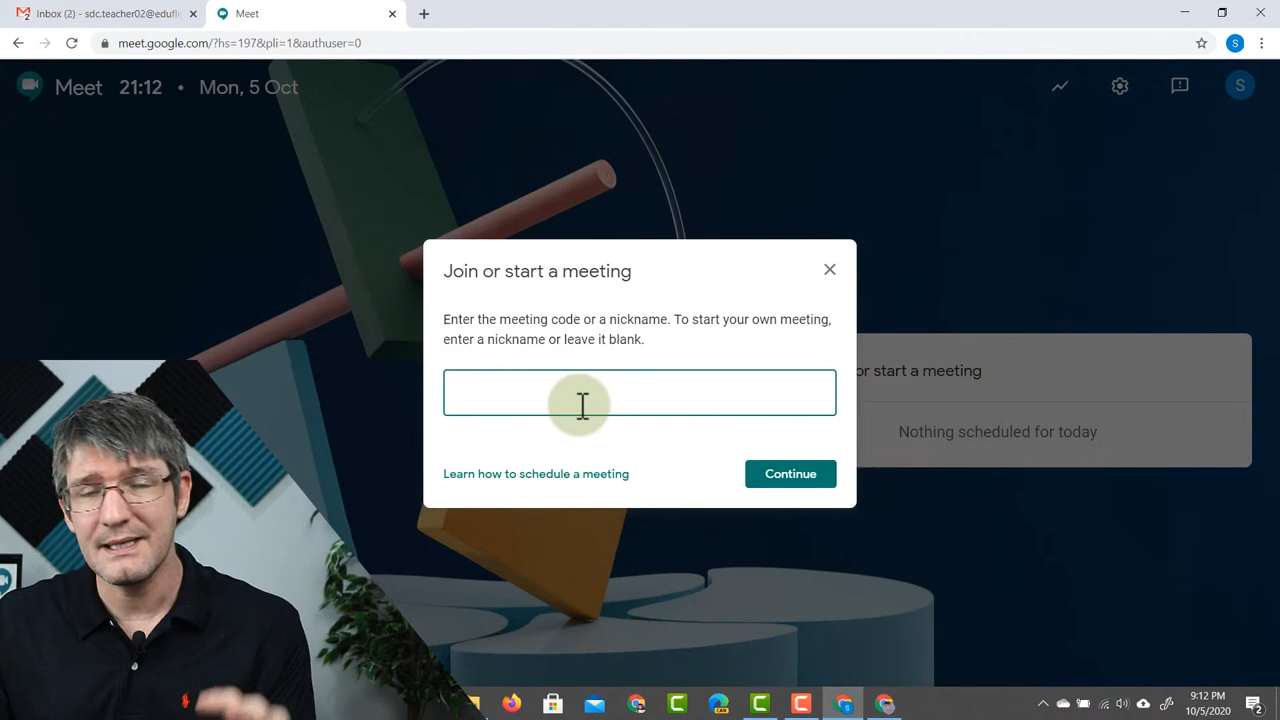 Inbox (2) - sdc.teacher02@edufli
Meet
meet.google.com/?hs=197&pli=1&authuser=0
S
Meet 21:12 • Mon, 5 Oct
S
Join or start a meeting
Enter the meeting code or a nickname. To start your own meeting,
enter a nickname or leave it blank.
or start a meeting
Nothing scheduled for today
Learn how to schedule a meeting
Continue
CAN
S
9:12 PM
10/5/2020
2